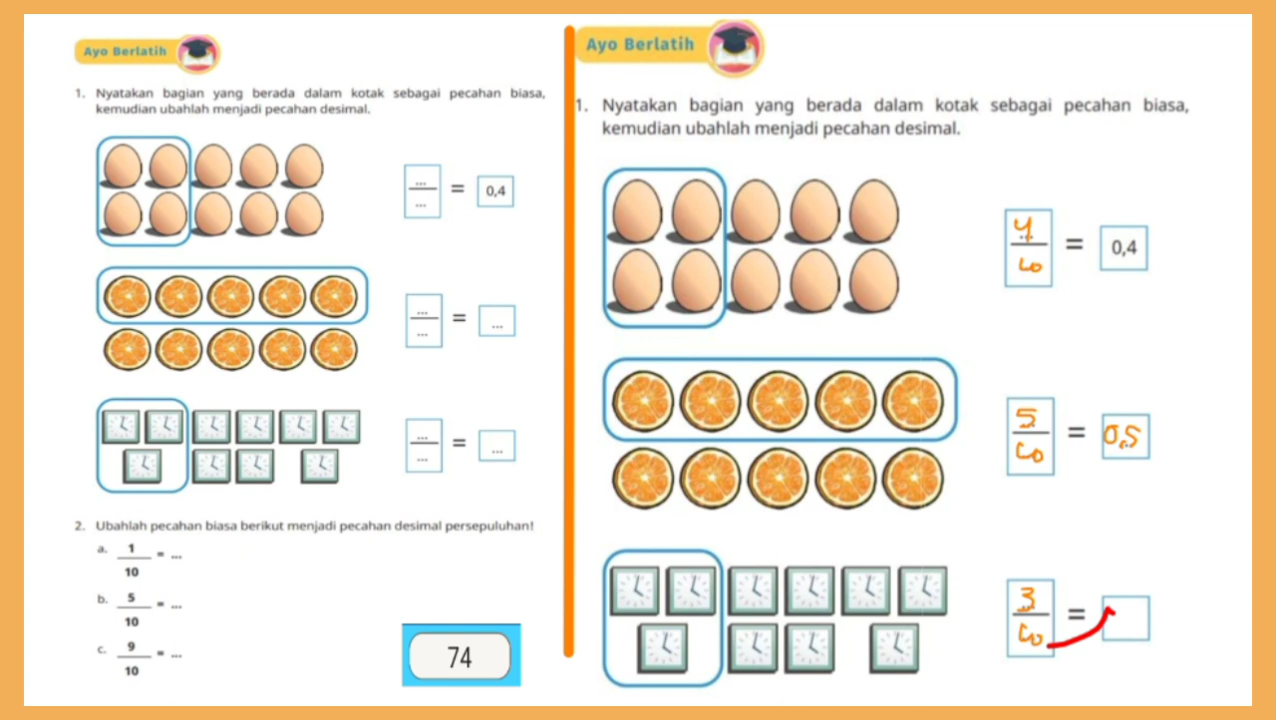 Ayo Berlatih
1. Nyatakan bagian yang berada dalam kotak sebagai pecahan biasa,
kemudian ubahlah menjadi pecahan desimal.
...
...
= 0,4
...
...
= ...
...
...
= ...
2. Ubahlah pecahan biasa berikut menjadi pecahan desimal persepuluhan!
a. 1
10
= ...
b. 5
10
= ...
c. 9
10
= ...
74
Ayo Berlatih
1. Nyatakan bagian yang berada dalam kotak sebagai pecahan biasa,
kemudian ubahlah menjadi pecahan desimal.
4
10
= 0,4
5
10
= 0,5
3
10
=